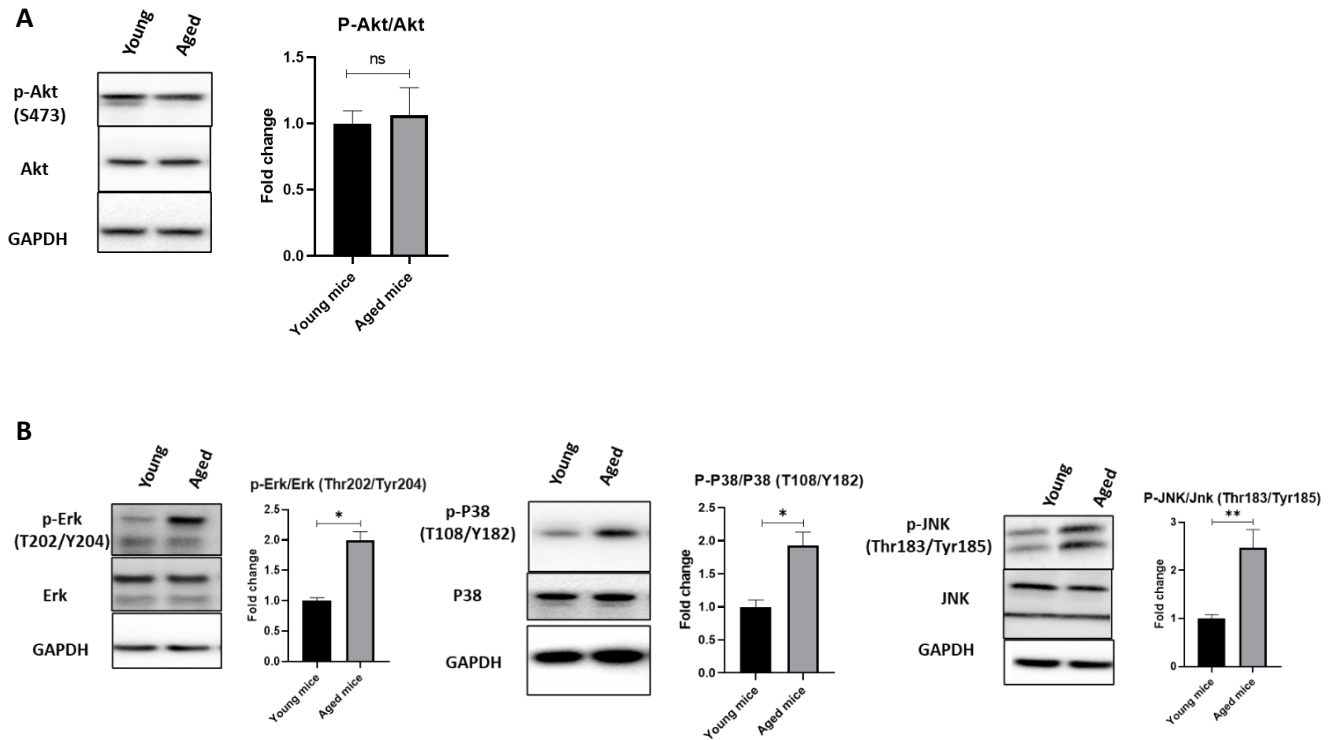 A
Young
Aged
p-Akt
(S473)
Akt
GAPDH
P-Akt/Akt
ns
Fold change
1.5
1.0
0.5
0.0
Young mice
Aged mice
B
Young
Aged
p-Erk
(T202/Y204)
Erk
GAPDH
p-Erk/Erk (Thr202/Tyr204)
*
Fold change
2.5
2.0
1.5
1.0
0.5
0.0
Young mice
Aged mice
Young
Aged
p-P38
(T108/Y182)
P38
GAPDH
P-P38/P38 (T108/Y182)
*
Fold change
2.5
2.0
1.5
1.0
0.5
0.0
Young mice
Aged mice
Young
Aged
p-JNK
(Thr183/Tyr185)
JNK
GAPDH
P-JNK/Jnk (Thr183/Tyr185)
**
Fold change
3
2
1
0
Young mice
Aged mice